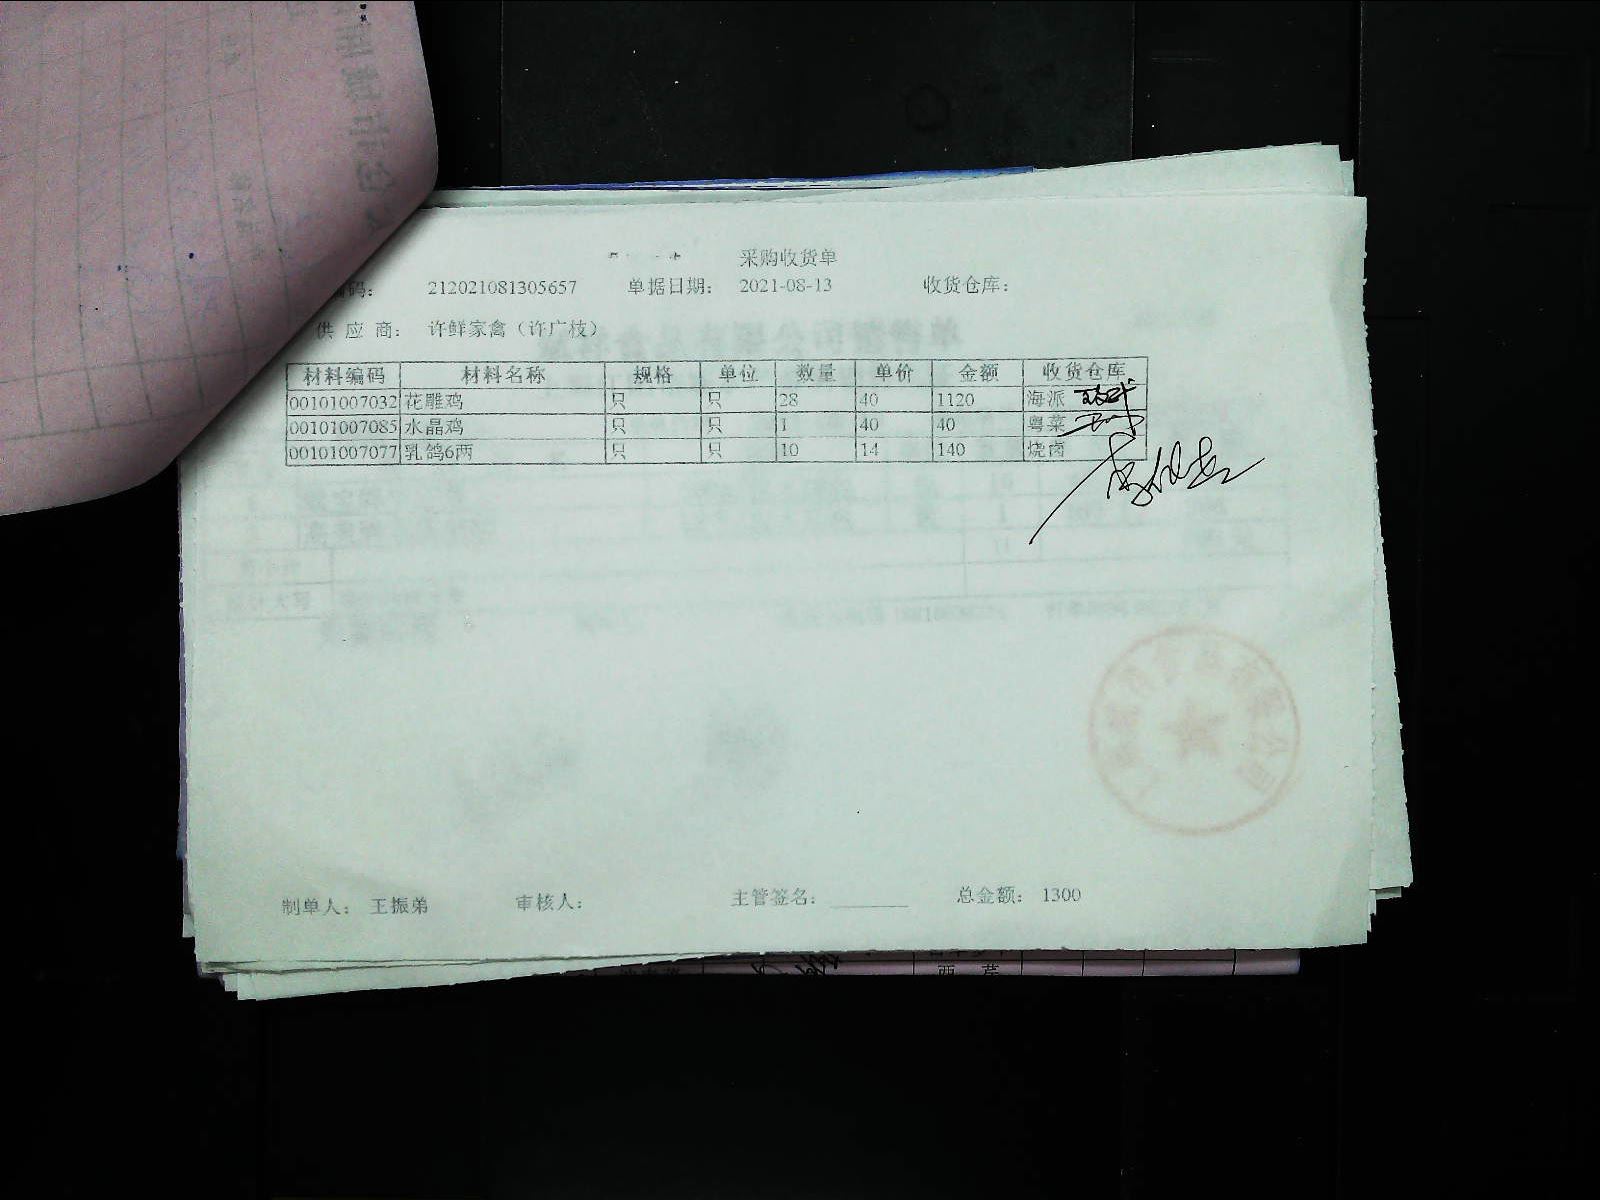 采购收货单
编码： 212021081305657 单据日期： 2021-08-13 收货仓库：
供 应 商： 许鲜家禽（许广枝）
材料编码 材料名称 规格 单位 数量 单价 金额 收货仓库
00101007032 花雕鸡 只 只 28 40 1120 海派
00101007085 水晶鸡 只 只 1 40 40 粤菜
00101007077 乳鸽6两 只 只 10 14 140 烧卤
制单人： 王振弟 审核人： 主管签名： 总金额： 1300
西 芹